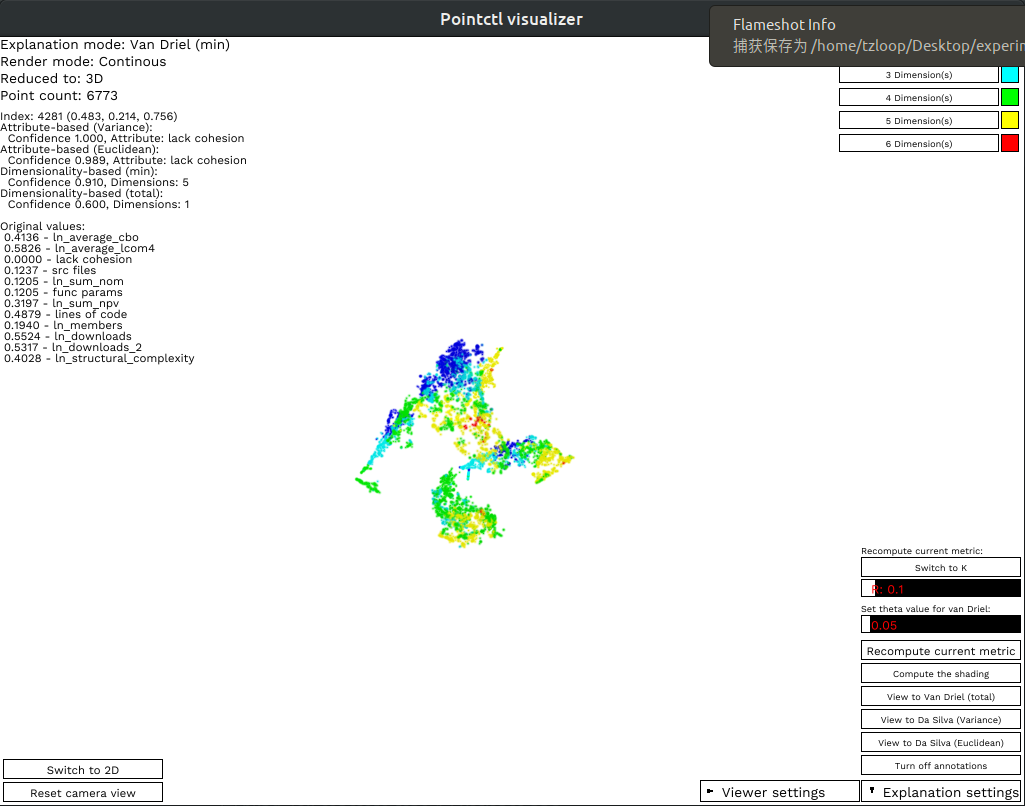 Pointctl visualizer
Flameshot Info
捕获保存为 /home/tzloop/Desktop/experim
Explanation mode: Van Driel (min)
Render mode: Continous
Reduced to: 3D
Point count: 6773
Index: 4281 (0.483, 0.214, 0.756)
Attribute-based (Variance):
Confidence 1.000, Attribute: lack cohesion
Attribute-based (Euclidean):
Confidence 0.989, Attribute: lack cohesion
Dimensionality-based (min):
Confidence 0.910, Dimensions: 5
Dimensionality-based (total):
Confidence 0.600, Dimensions: 1
Original values:
0.4136 - ln_average_cbo
0.5826 - ln_average_lcom4
0.0000 - lack cohesion
0.1237 - src files
0.1205 - ln_sum_nom
0.1205 - func params
0.3197 - ln_sum_npv
0.4879 - lines of code
0.1940 - ln_members
0.5524 - ln_downloads
0.5317 - ln_downloads_2
0.4028 - ln_structural_complexity
3 Dimension(s)
4 Dimension(s)
5 Dimension(s)
6 Dimension(s)
Recompute current metric:
Switch to K
R: 0.1
Set theta value for van Driel:
0.05
Recompute current metric
Compute the shading
View to Van Driel (total)
View to Da Silva (Variance)
View to Da Silva (Euclidean)
Turn off annotations
Switch to 2D
Reset camera view
Viewer settings
Explanation settings